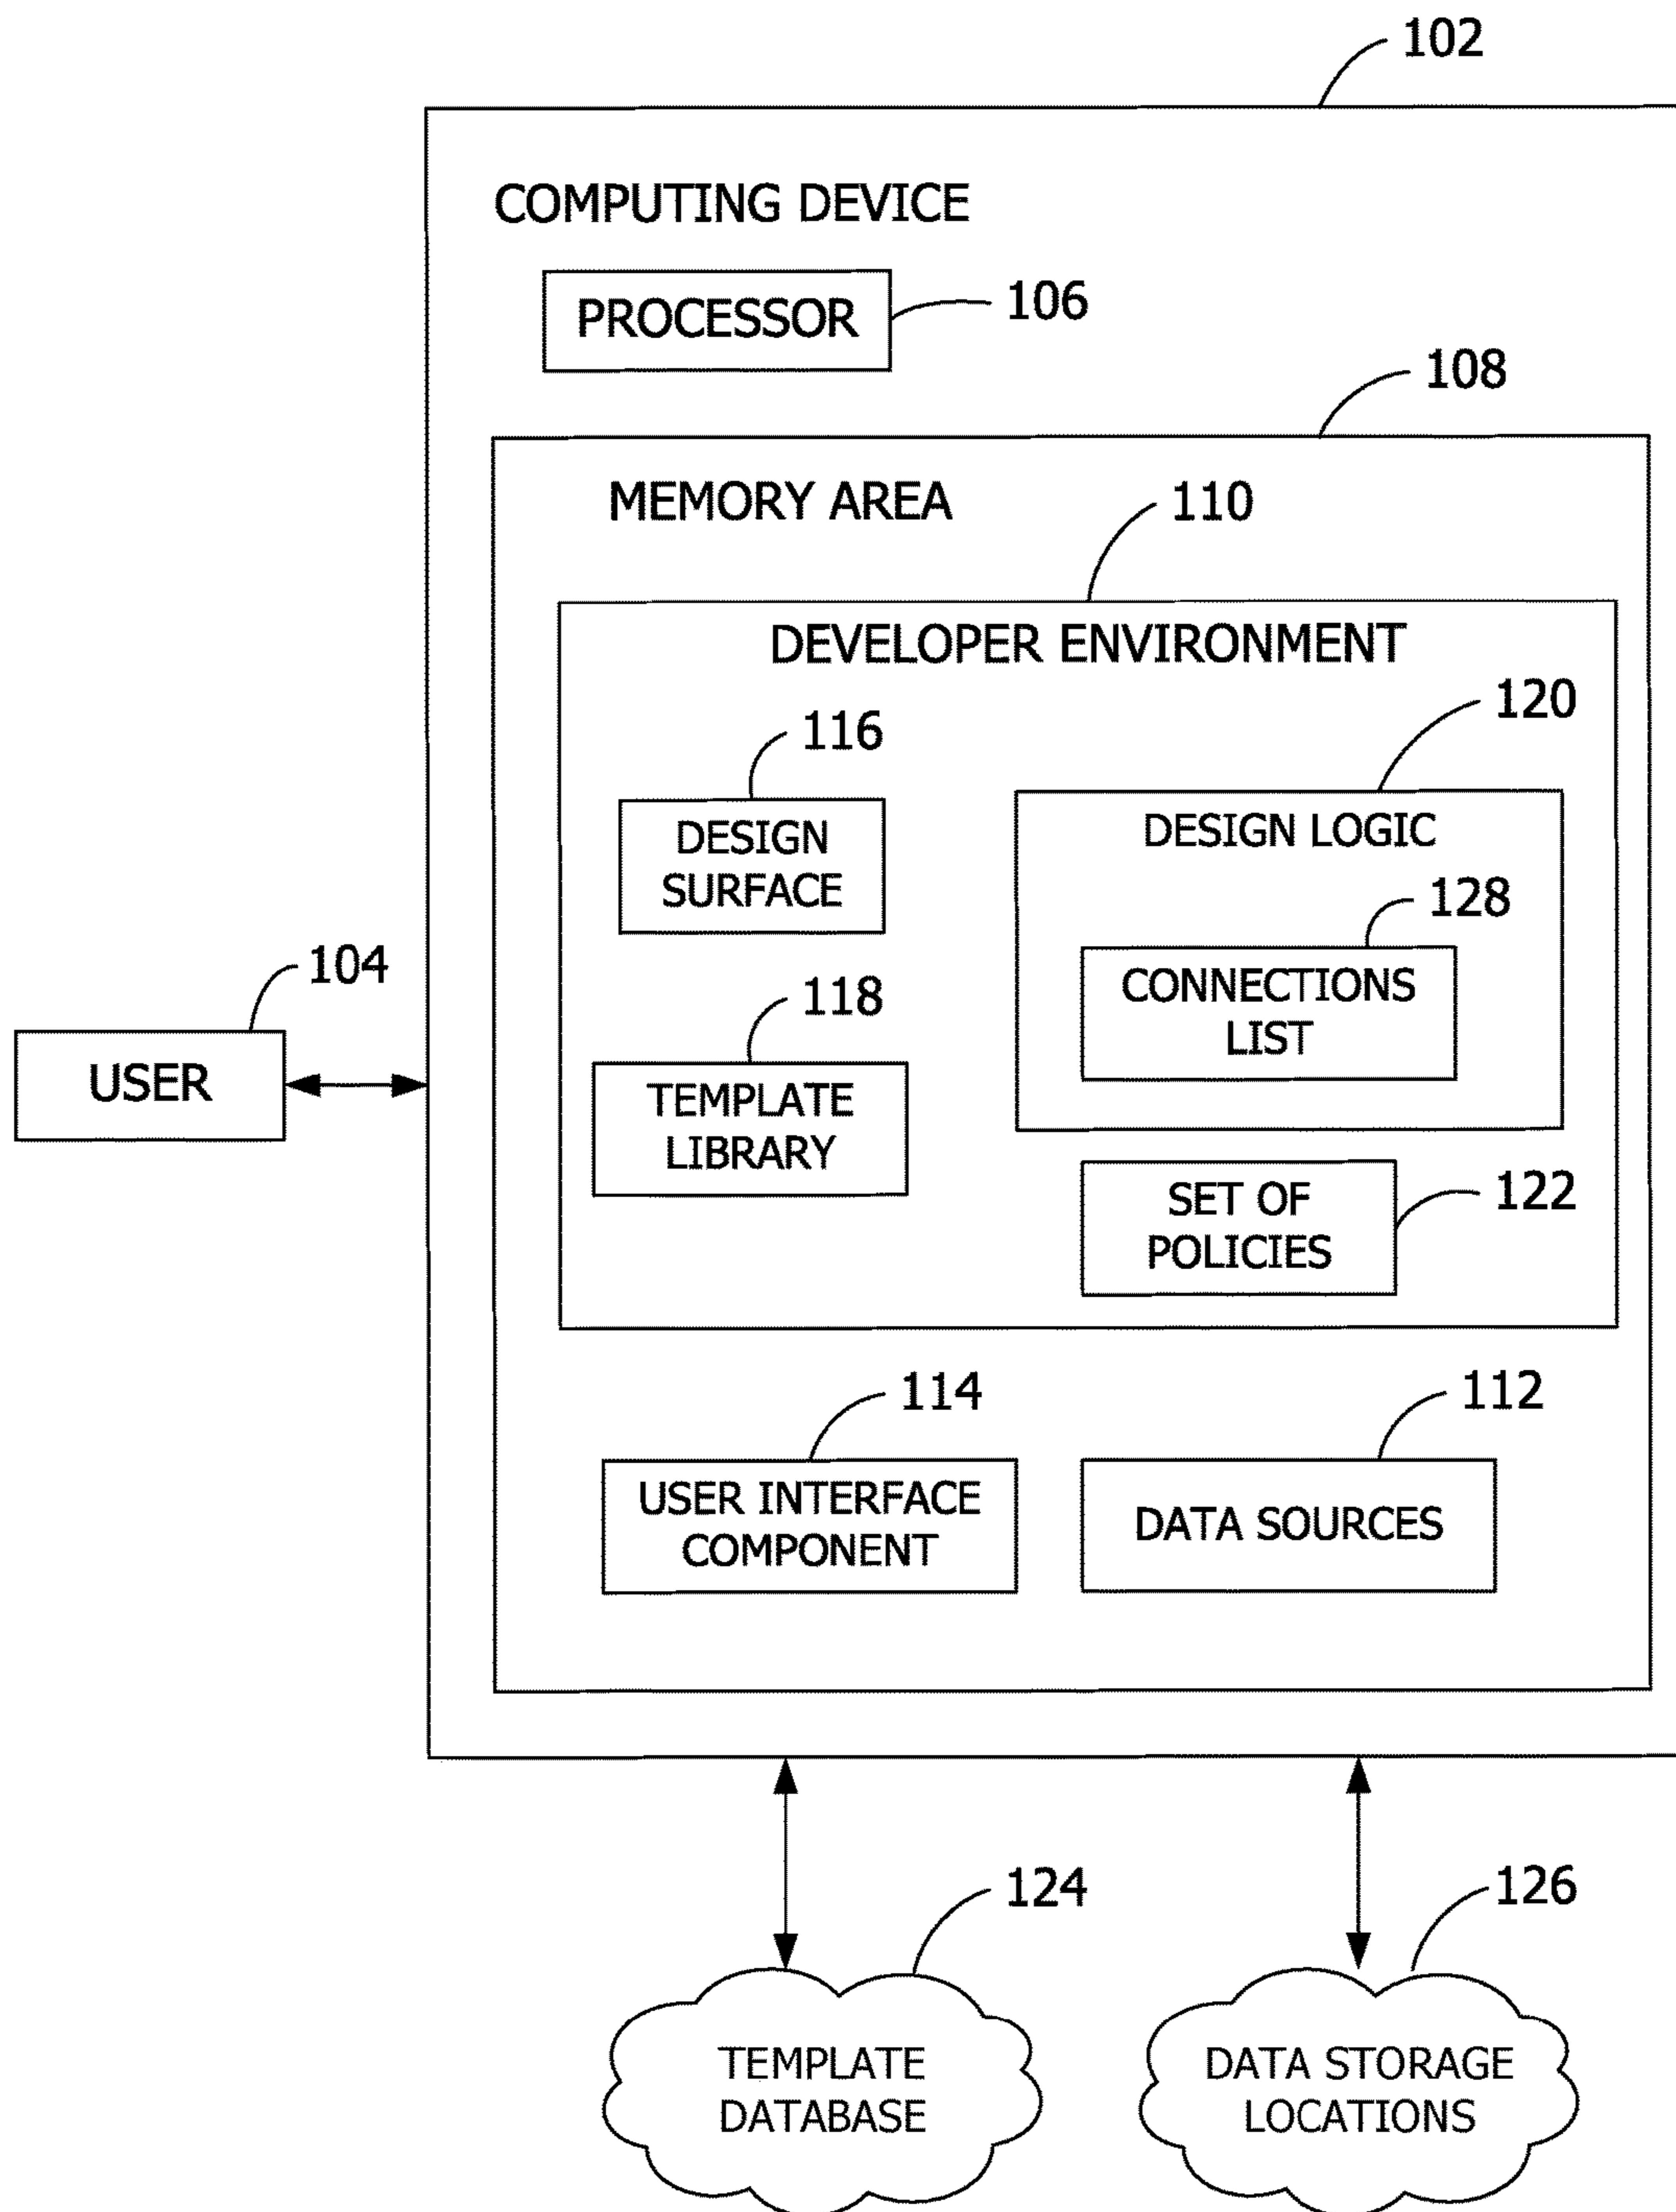 102
COMPUTING DEVICE
PROCESSOR
106
108
MEMORY AREA
110
DEVELOPER ENVIRONMENT
116
120
DESIGN
SURFACE
DESIGN LOGIC
128
CONNECTIONS
LIST
104
USER
118
TEMPLATE
LIBRARY
SET OF
POLICIES
122
114
112
USER INTERFACE
COMPONENT
DATA SOURCES
124
126
TEMPLATE
DATABASE
DATA STORAGE
LOCATIONS